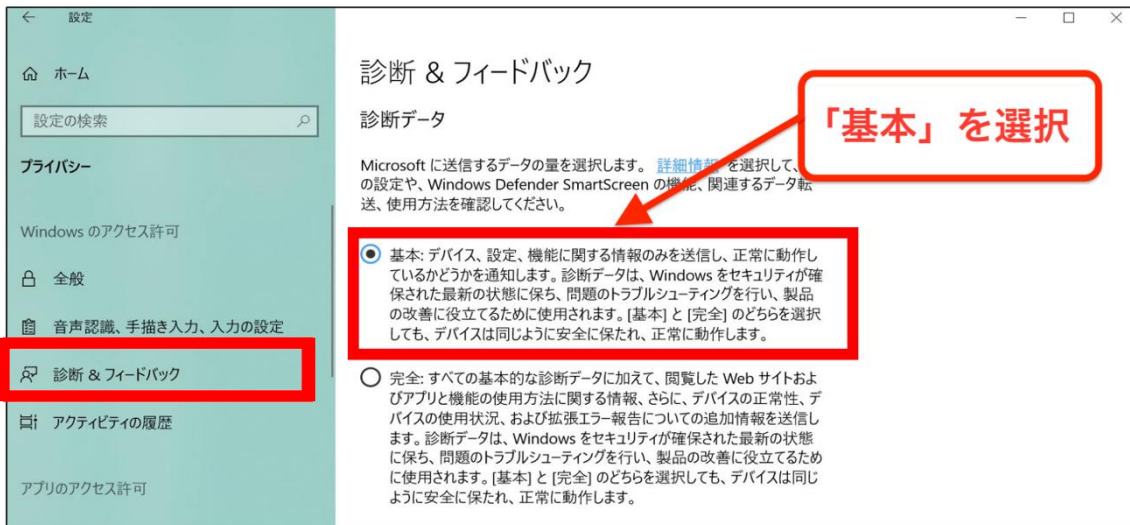 設定
ホーム
設定の検索
プライバシー
Windows のアクセス許可
全般
音声認識、手描き入力、入力の設定
診断 & フィードバック
アクティビティの履歴
アプリのアクセス許可
診断 & フィードバック
診断データ
「基本」を選択
Microsoft に送信するデータの量を選択します。 詳細情報 を選択して、
の設定や、Windows Defender SmartScreen の機能、関連するデータ転
送、使用方法を確認してください。
基本: デバイス、設定、機能に関する情報のみを送信し、正常に動作し
ているかどうかを通知します。診断データは、Windows をセキュリティが確
保された最新の状態に保ち、問題のトラブルシューティングを行い、製品
の改善に役立てるために使用されます。[基本] と [完全] のどちらを選択
しても、デバイスは同じように安全に保たれ、正常に動作します。
完全: すべての基本的な診断データに加えて、閲覧した Web サイトおよ
びアプリと機能の使用方法に関する情報、さらに、デバイスの正常性、デ
バイスの使用状況、および拡張エラー報告についての追加情報を送信し
ます。診断データは、Windows をセキュリティが確保された最新の状態
に保ち、問題のトラブルシューティングを行い、製品の改善に役立てるため
に使用されます。[基本] と [完全] のどちらを選択しても、デバイスは同じ
ように安全に保たれ、正常に動作します。